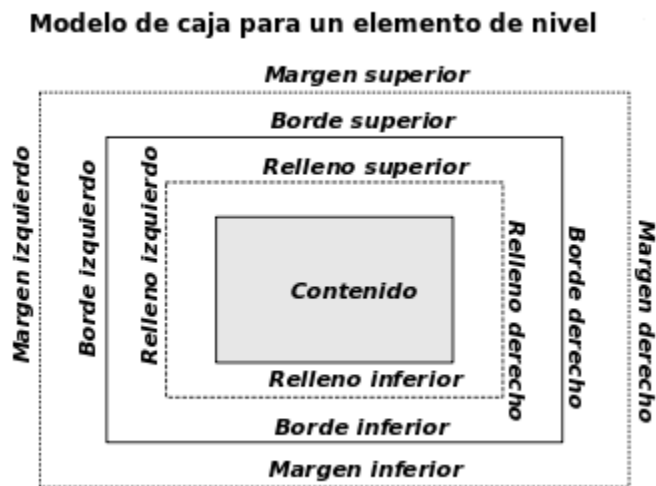 Modelo de caja para un elemento de nivel
Margen superior
Borde superior
Relleno superior
Margen izquierdo
Borde izquierdo
Relleno izquierdo
Contenido
Relleno derecho
Borde derecho
Margen derecho
Relleno inferior
Borde inferior
Margen inferior